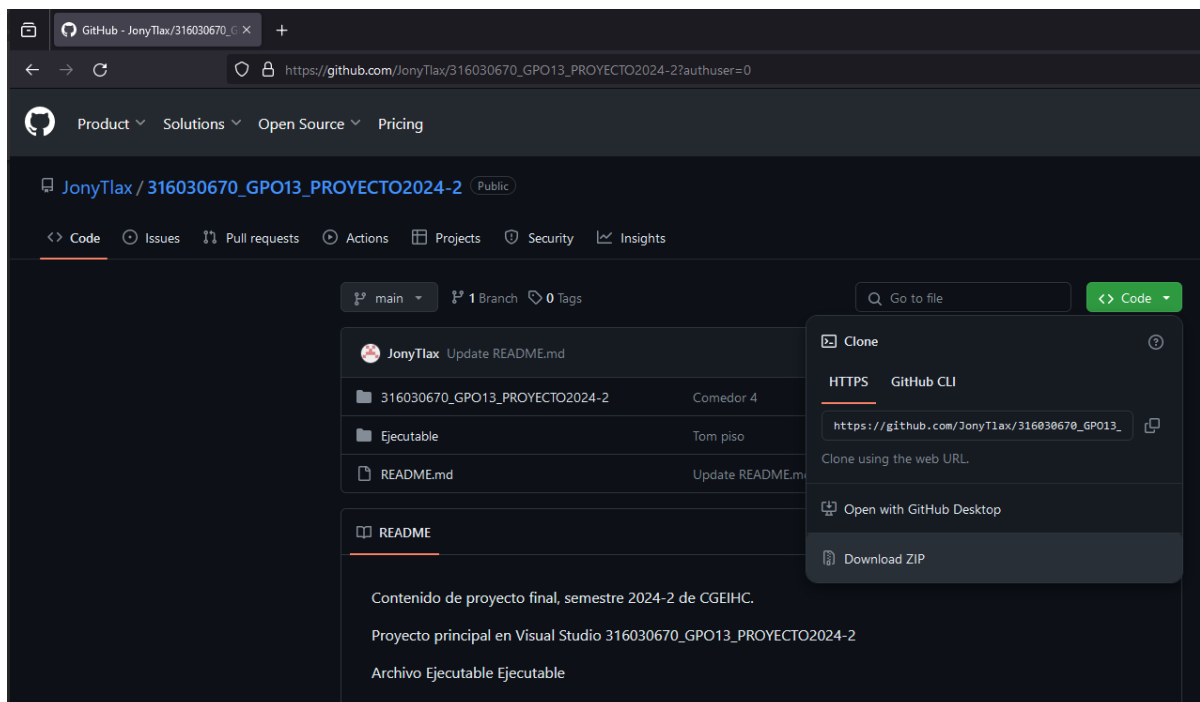 GitHub - JonyTlax/316030670_G
https://github.com/JonyTlax/316030670_GPO13_PROYECTO2024-2?authuser=0
Product Solutions Open Source Pricing
JonyTlax / 316030670_GPO13_PROYECTO2024-2 Public
Code Issues Pull requests Actions Projects Security Insights
main 1 Branch 0 Tags Go to file Code
JonyTlax Update README.md
316030670_GPO13_PROYECTO2024-2 Comedor 4
Ejecutable Tom piso
README.md Update README.m
Clone
HTTPS GitHub CLI
https://github.com/JonyTlax/316030670_GPO13_
Clone using the web URL.
Open with GitHub Desktop
Download ZIP
README
Contenido de proyecto final, semestre 2024-2 de CGEIHC.
Proyecto principal en Visual Studio 316030670_GPO13_PROYECTO2024-2
Archivo Ejecutable Ejecutable